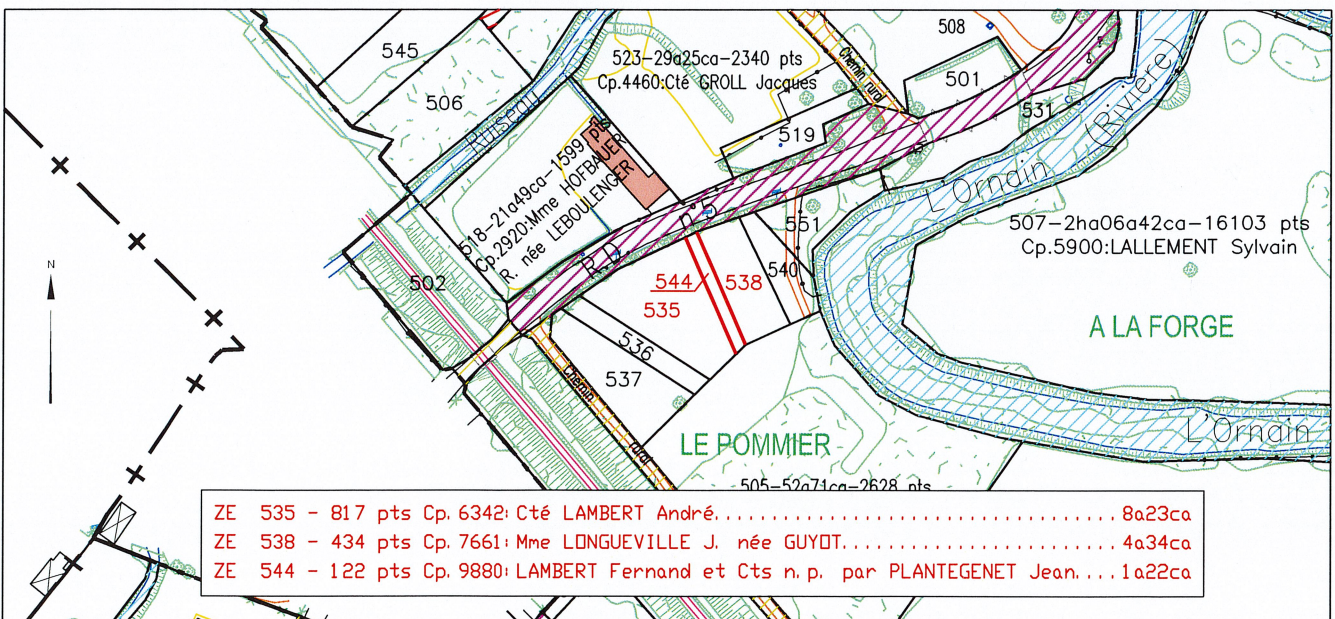 545
506
Ruisseau
523-29a25ca-2340 pts
Cp.4460:Cté GROLL Jacques
Chemin rural
508
501
531
519
518-21a49ca-1599 pts
Cp.2920:Mme HOFBAUER
R. née LEBOULENGER
L'Ornain (Rivière)
507-2ha06a42ca-16103 pts
Cp.5900:LALLEMENT Sylvain
N
502
R.D n°5
551
540
544
538
535
536
537
A LA FORGE
Chemin rural
LE POMMIER
L'Ornain
505-52a71ca-2628 pts
ZE 535 - 817 pts Cp. 6342: Cté LAMBERT André.................................. 8a23ca
ZE 538 - 434 pts Cp. 7661: Mme LONGUEVILLE J. née GUYOT....................... 4a34ca
ZE 544 - 122 pts Cp. 9880: LAMBERT Fernand et Cts n.p. par PLANTEGENET Jean.... 1a22ca